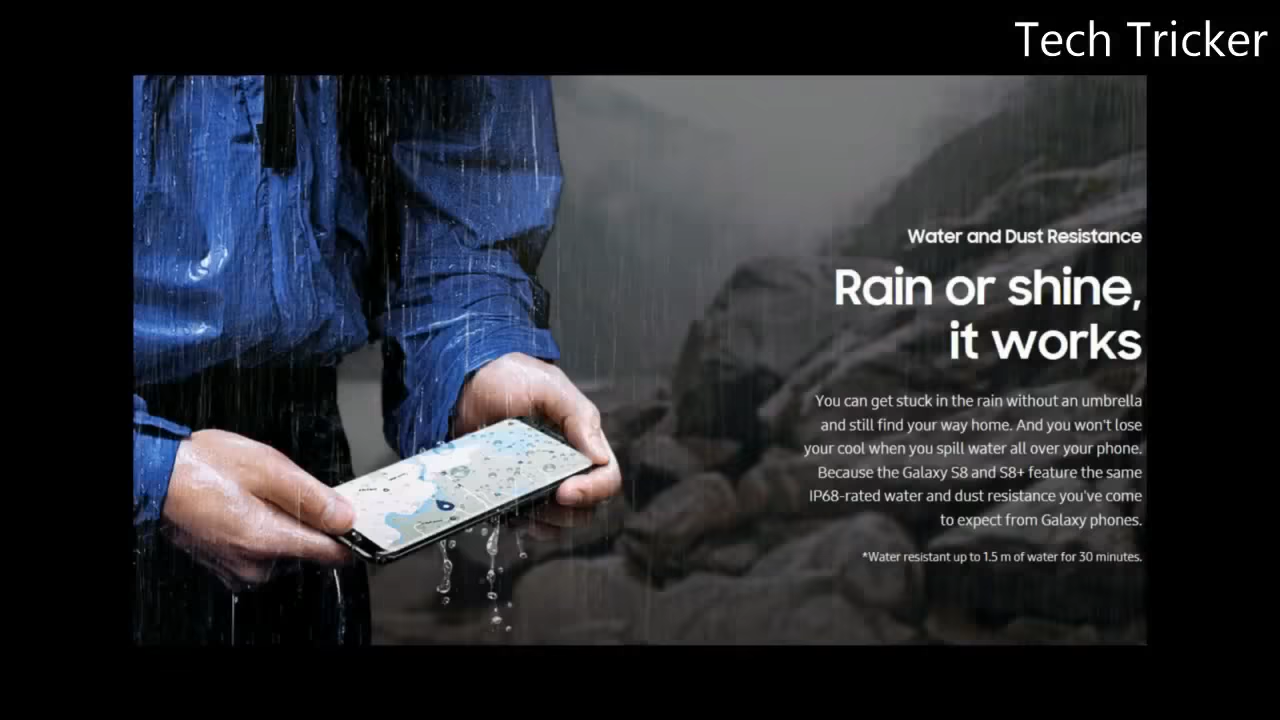 Tech Tricker
Water and Dust Resistance
Rain or shine,
it works
You can get stuck in the rain without an umbrella
and still find your way home. And you won't lose
your cool when you spill water all over your phone.
Because the Galaxy S8 and S8+ feature the same
IP68-rated water and dust resistance you've come
to expect from Galaxy phones.
*Water resistant up to 1.5 m of water for 30 minutes.